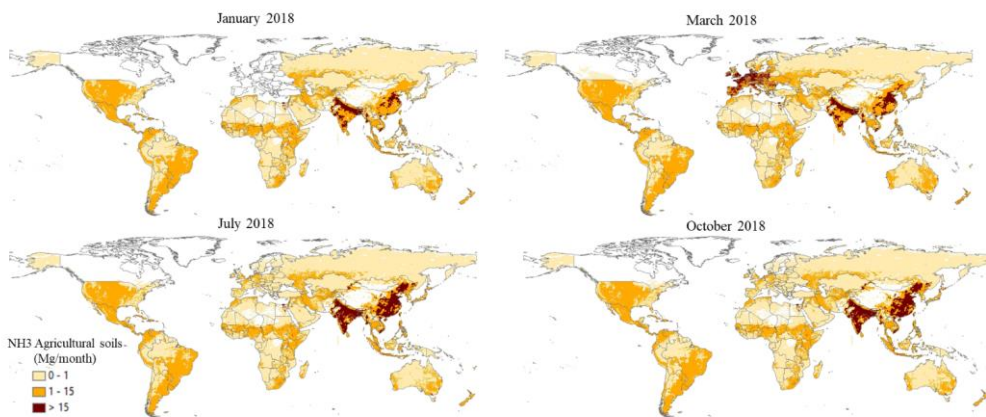 January 2018
March 2018
July 2018
October 2018
NH3 Agricultural soils
(Mg/month)
0 - 1
1 - 15
> 15